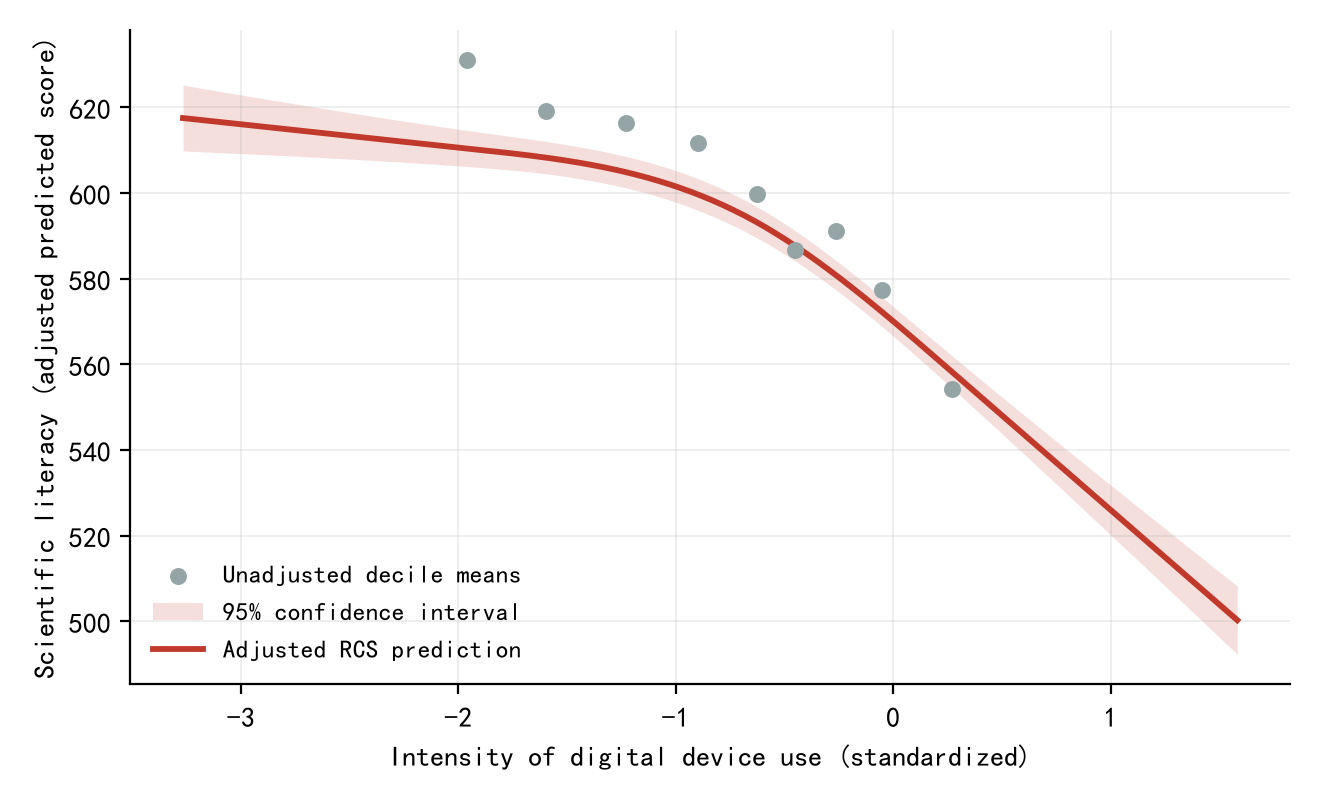 Scientific literacy (adjusted predicted score)
620
600
580
560
540
520
500
Unadjusted decile means
95% confidence interval
Adjusted RCS prediction
−3
−2
−1
0
1
Intensity of digital device use (standardized)